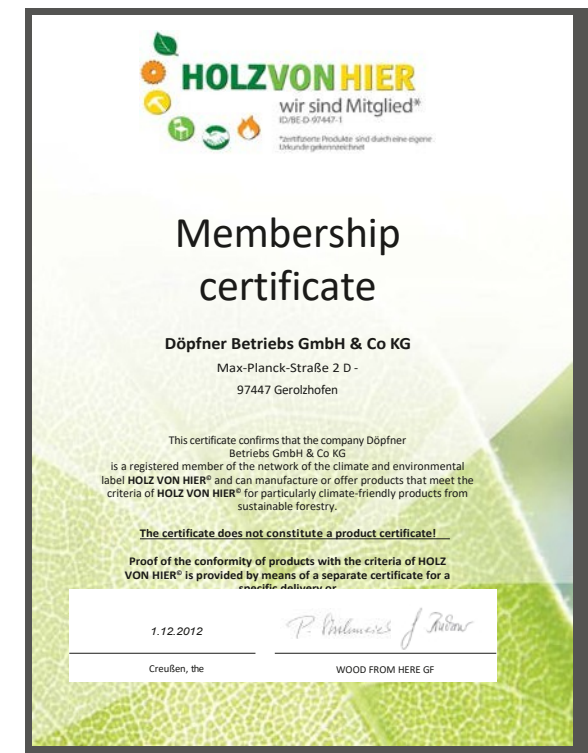 HOLZVONHIER
wir sind Mitglied*
ID/BE-D-97447-1
*zertifizierte Produkte sind durch eine eigene
Urkunde gekennzeichnet
Membership
certificate
Döpfner Betriebs GmbH & Co KG
Max-Planck-Straße 2 D -
97447 Gerolzhofen
This certificate confirms that the company Döpfner
Betriebs GmbH & Co KG
is a registered member of the network of the climate and environmental
label HOLZ VON HIER© and can manufacture or offer products that meet the
criteria of HOLZ VON HIER© for particularly climate-friendly products from
sustainable forestry.
The certificate does not constitute a product certificate!
Proof of the conformity of products with the criteria of HOLZ
VON HIER© is provided by means of a separate certificate for a
specific delivery or
1.12.2012
Creußen, the
WOOD FROM HERE GF